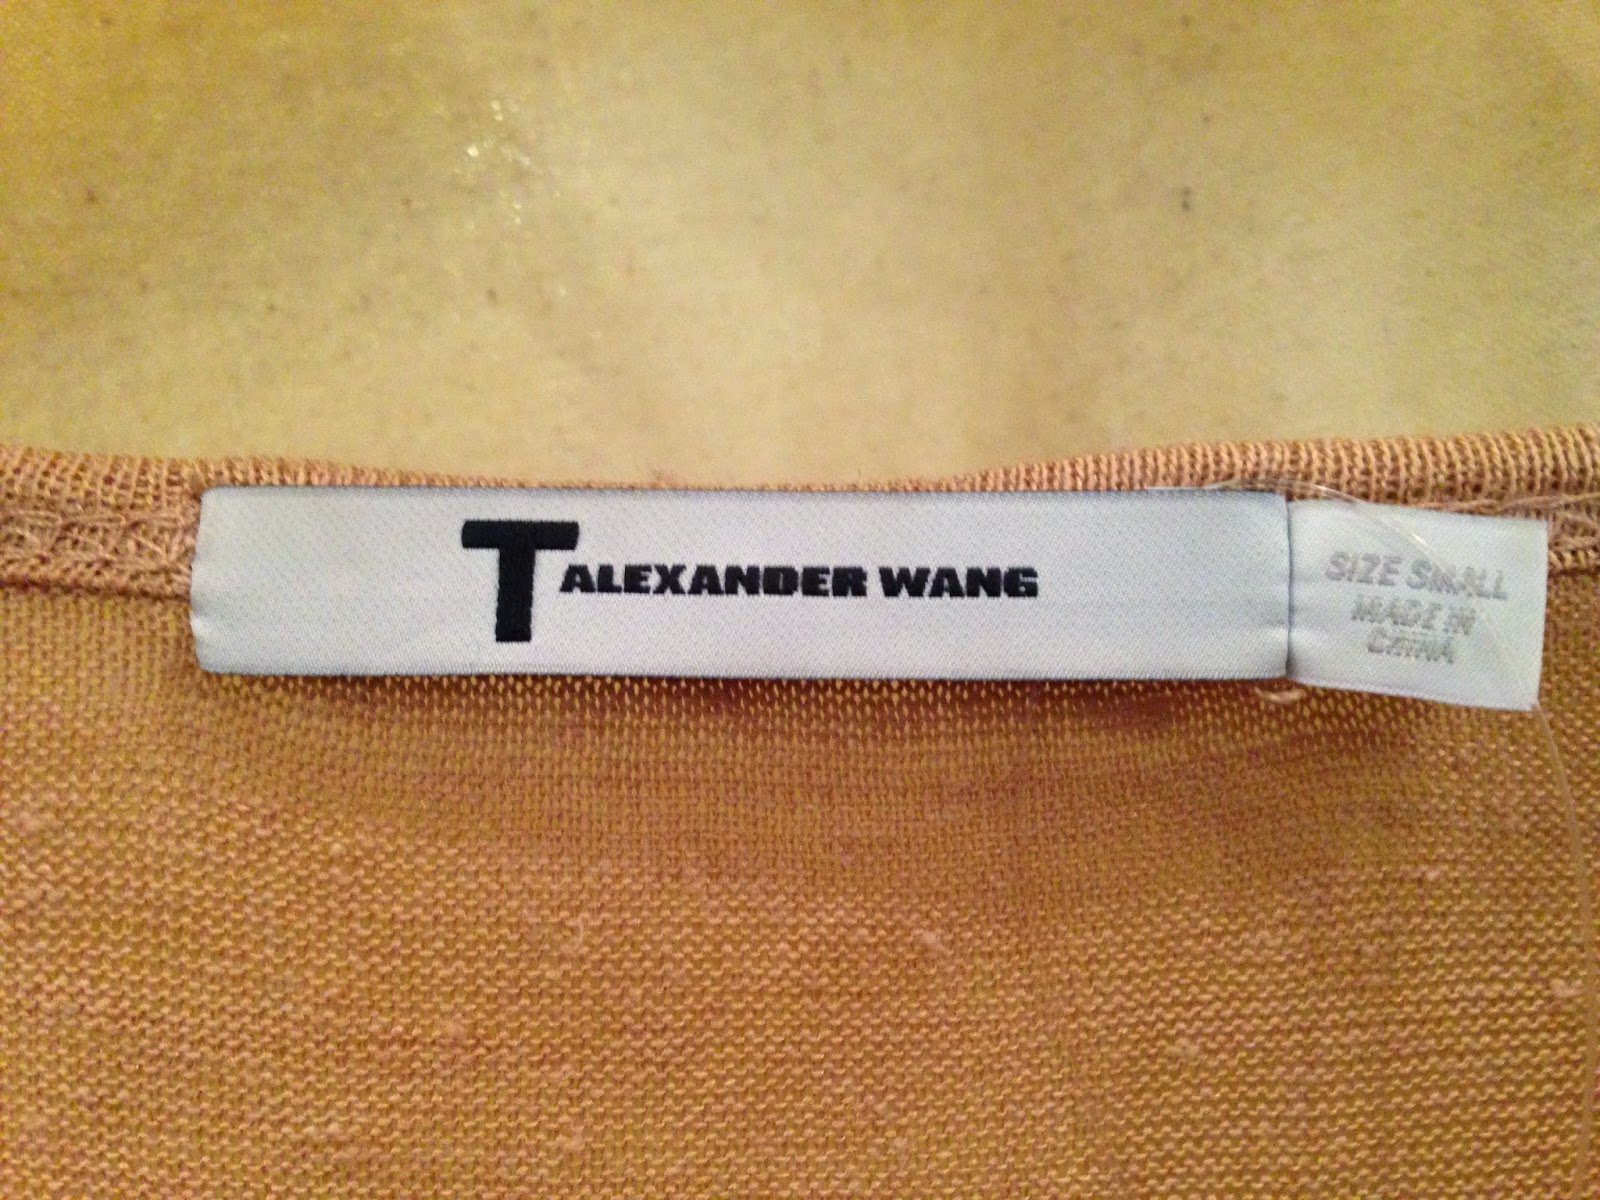 T ALEXANDER WANG
SIZE SMALL
MADE IN
CHINA